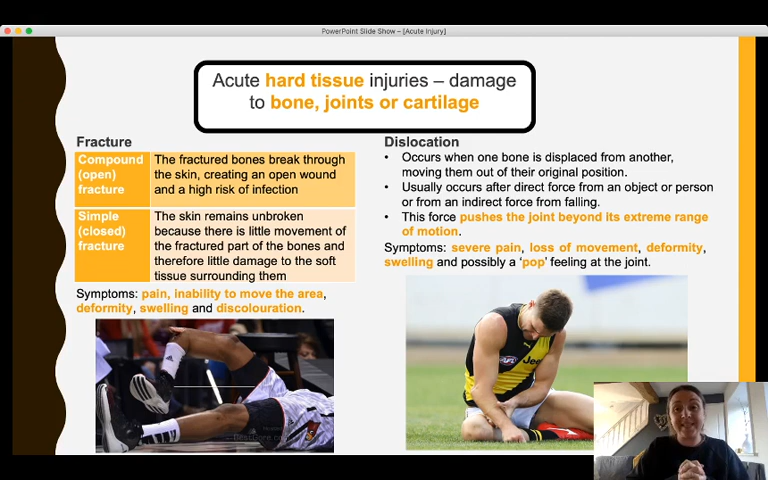 PowerPoint Slide Show – [Acute Injury]
Acute hard tissue injuries – damage
to bone, joints or cartilage
Fracture
Compound
(open)
fracture
The fractured bones break through
the skin, creating an open wound
and a high risk of infection
Simple
(closed)
fracture
The skin remains unbroken
because there is little movement of
the fractured part of the bones and
therefore little damage to the soft
tissue surrounding them
Symptoms: pain, inability to move the area,
deformity, swelling and discolouration.
Dislocation
• Occurs when one bone is displaced from another,
moving them out of their original position.
• Usually occurs after direct force from an object or person
or from an indirect force from falling.
• This force pushes the joint beyond its extreme range
of motion.
Symptoms: severe pain, loss of movement, deformity,
swelling and possibly a ‘pop’ feeling at the joint.
AFL